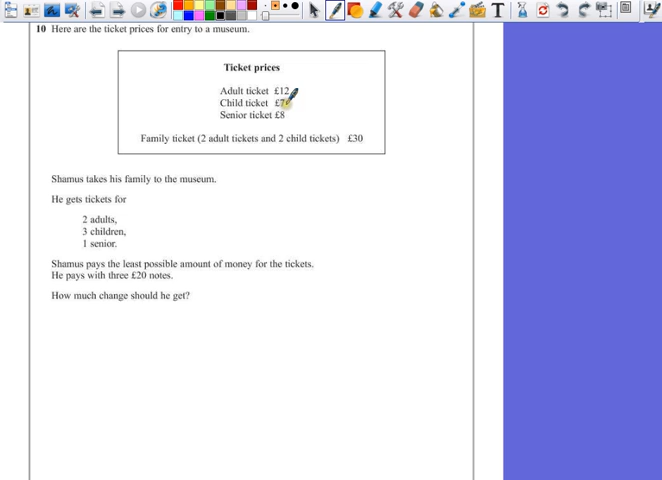 10 Here are the ticket prices for entry to a museum.
Ticket prices
Adult ticket £12
Child ticket £7
Senior ticket £8
Family ticket (2 adult tickets and 2 child tickets) £30
Shamus takes his family to the museum.
He gets tickets for
2 adults,
3 children,
1 senior.
Shamus pays the least possible amount of money for the tickets.
He pays with three £20 notes.
How much change should he get?